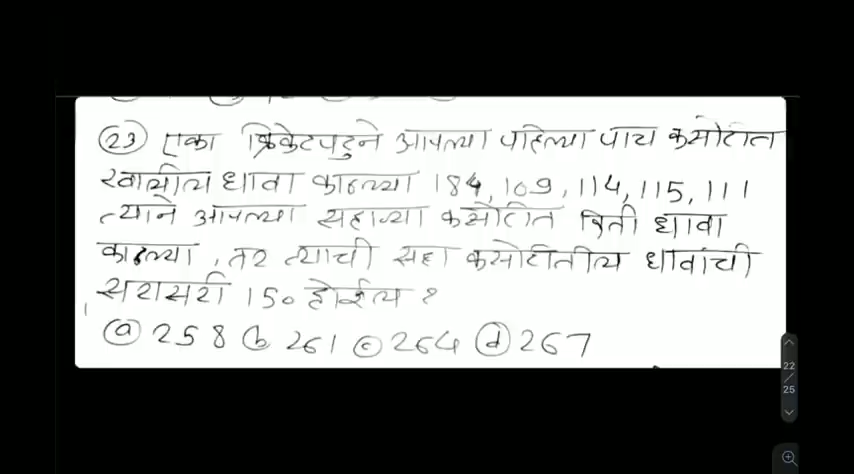 (23) एका क्रिकेटपटुने आपल्या पहिल्या पाच कसोटीत
खालील धावा काढल्या 184, 109, 114, 115, 111
त्याने आपल्या सहाव्या कसोटीत किती धावा
काढल्या, तर त्याची सहा कसोटीतील धावांची
सरासरी 150 होईल ?
(a) 258 (b) 261 (c) 264 (d) 267
22
/
25